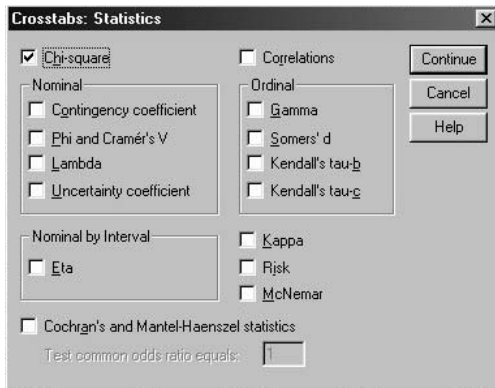 Crosstabs: Statistics
Chi-square
Correlations
Continue
Cancel
Help
Nominal
Contingency coefficient
Phi and Cramér's V
Lambda
Uncertainty coefficient
Ordinal
Gamma
Somers' d
Kendall's tau-b
Kendall's tau-c
Nominal by Interval
Eta
Kappa
Risk
McNemar
Cochran's and Mantel-Haenszel statistics
Test common odds ratio equals: 1